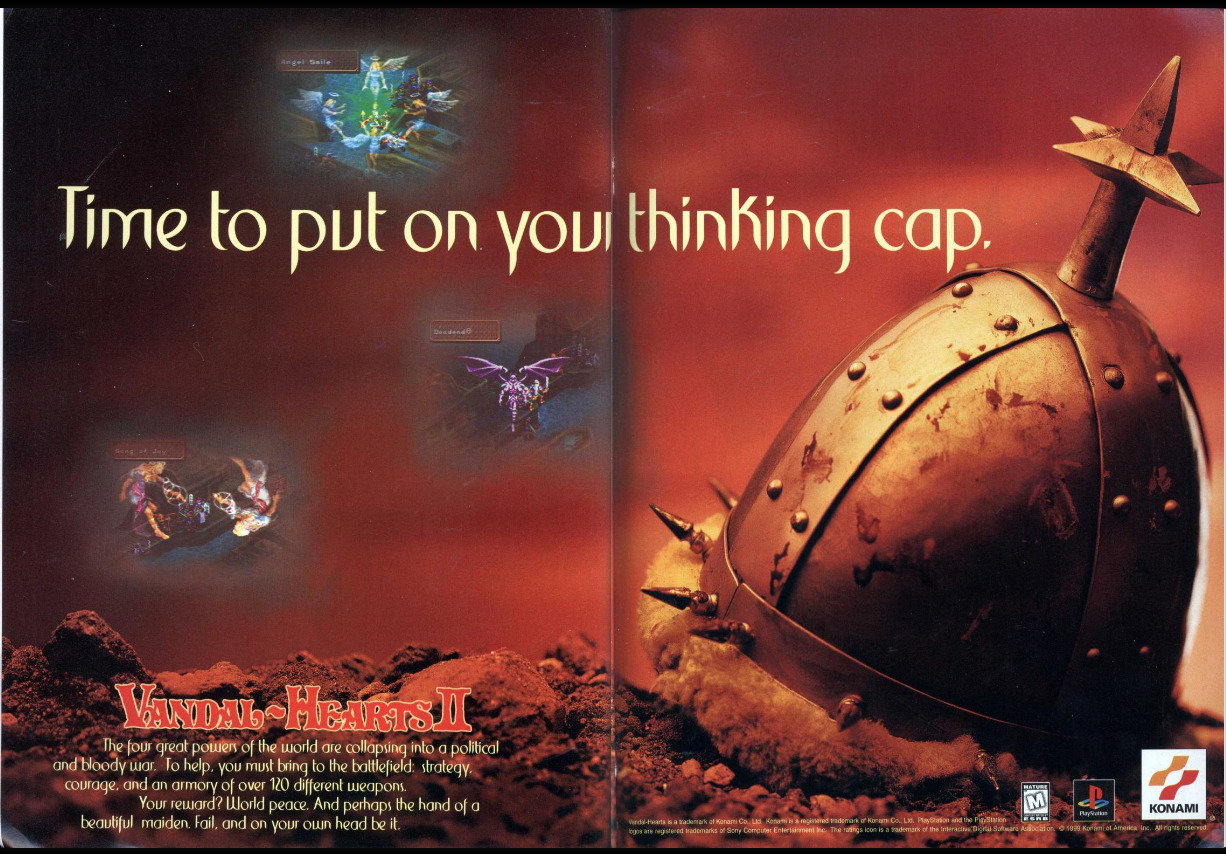 Angel Smile
Time to put on your thinking cap.
Deadend
Song of Joy
VANDAL~HEARTS II
The four great powers of the world are collapsing into a political
and bloody war. To help, you must bring to the battlefield: strategy,
courage, and an armory of over 120 different weapons.
Your reward? World peace. And perhaps the hand of a
beautiful maiden. Fail, and on your own head be it.
MATURE
M
ESRB
PlayStation
KONAMI
Vandal-Hearts is a trademark of Konami Co., Ltd. Konami is a registered trademark of Konami Co., Ltd. PlayStation and the PlayStation
logos are registered trademarks of Sony Computer Entertainment Inc. The ratings icon is a trademark of the Interactive Digital Software Association. © 1999 Konami of America, Inc. All rights reserved.